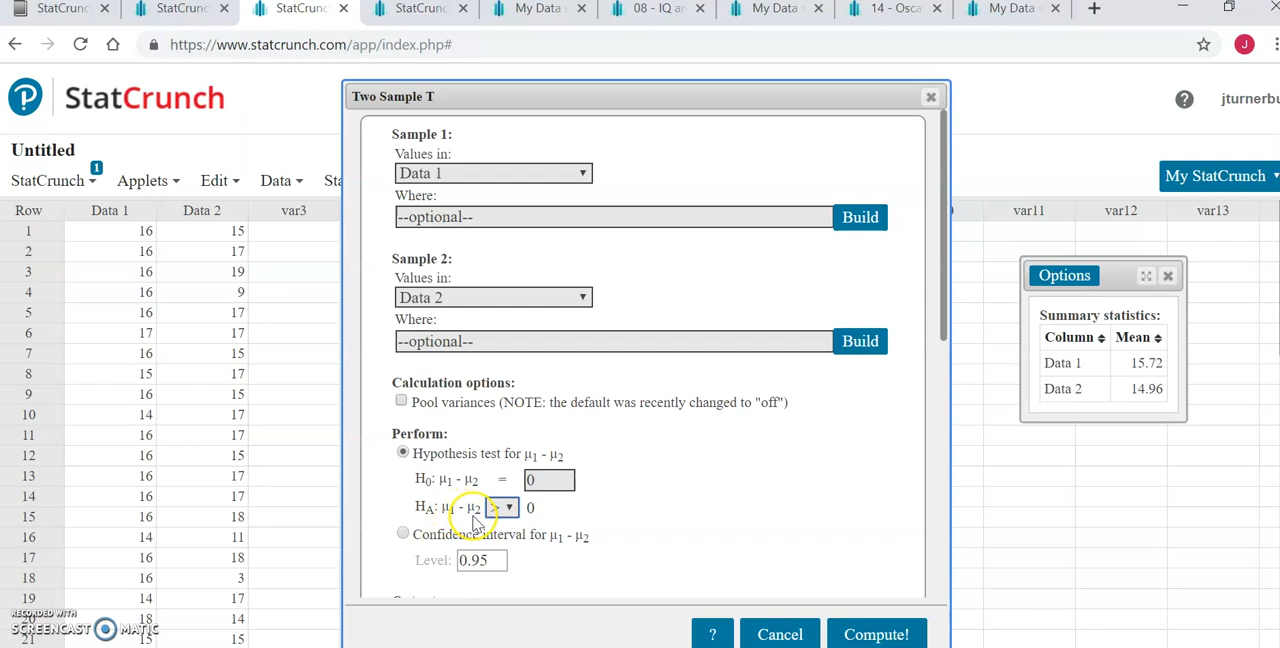 StatCrunch StatCrunch StatCrunch StatCrunch My Data 08 - IQ an My Data 14 - Osca My Data
https://www.statcrunch.com/app/index.php#
J
P StatCrunch
Two Sample T
? jturnerbu
Untitled
StatCrunch 1 Applets Edit Data
My StatCrunch
Row Data 1 Data 2 var3 var11 var12 var13
1 16 15
2 16 17
3 16 19
4 16 9
5 16 17
6 17 17
7 16 15
8 15 17
9 16 15
10 14 17
11 16 17
12 16 15
13 16 17
14 16 17
15 16 18
16 14 11
17 16 18
18 16 3
19 14 17
20 18 14
21 15 15
Sample 1:
Values in:
Data 1
Where:
--optional-- Build
Sample 2:
Values in:
Data 2
Where:
--optional-- Build
Calculation options:
Pool variances (NOTE: the default was recently changed to "off")
Perform:
Hypothesis test for μ1 - μ2
H0: μ1 - μ2 = 0
HA: μ1 - μ2 > 0
Confidence interval for μ1 - μ2
Level: 0.95
? Cancel Compute!
Options
Summary statistics:
Column Mean
Data 1 15.72
Data 2 14.96
RECORDED WITH
SCREENCAST MATIC